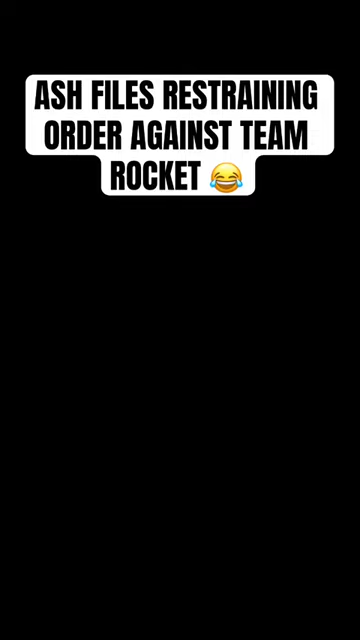 ASH FILES RESTRAINING
ORDER AGAINST TEAM
ROCKET 😂